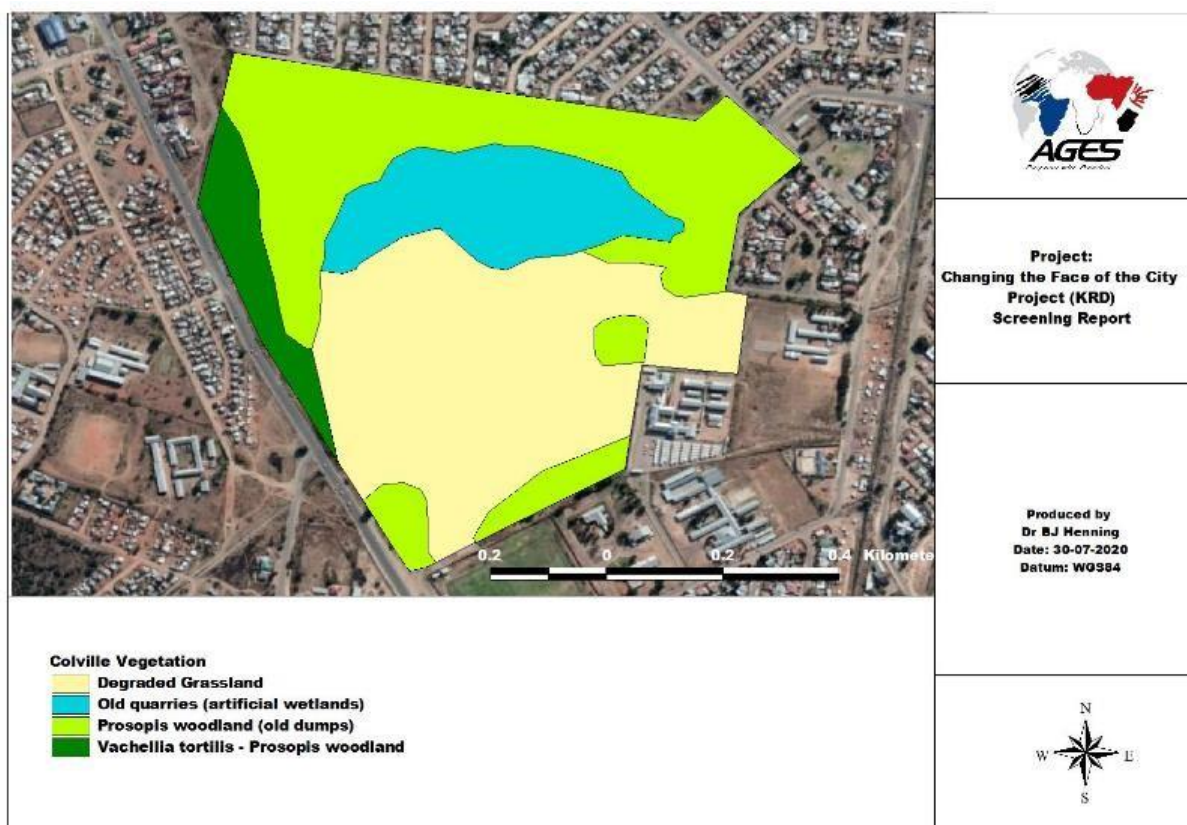 AGES
Project:
Changing the Face of the City
Project (KRD)
Screening Report
0.2 0 0.2 0.4 Kilomete
Produced by
Dr BJ Henning
Date: 30-07-2020
Datum: WGS84
Colville Vegetation
Degraded Grassland
Old quarries (artificial wetlands)
Prosopis woodland (old dumps)
Vachellia tortilis - Prosopis woodland
N
W E
S